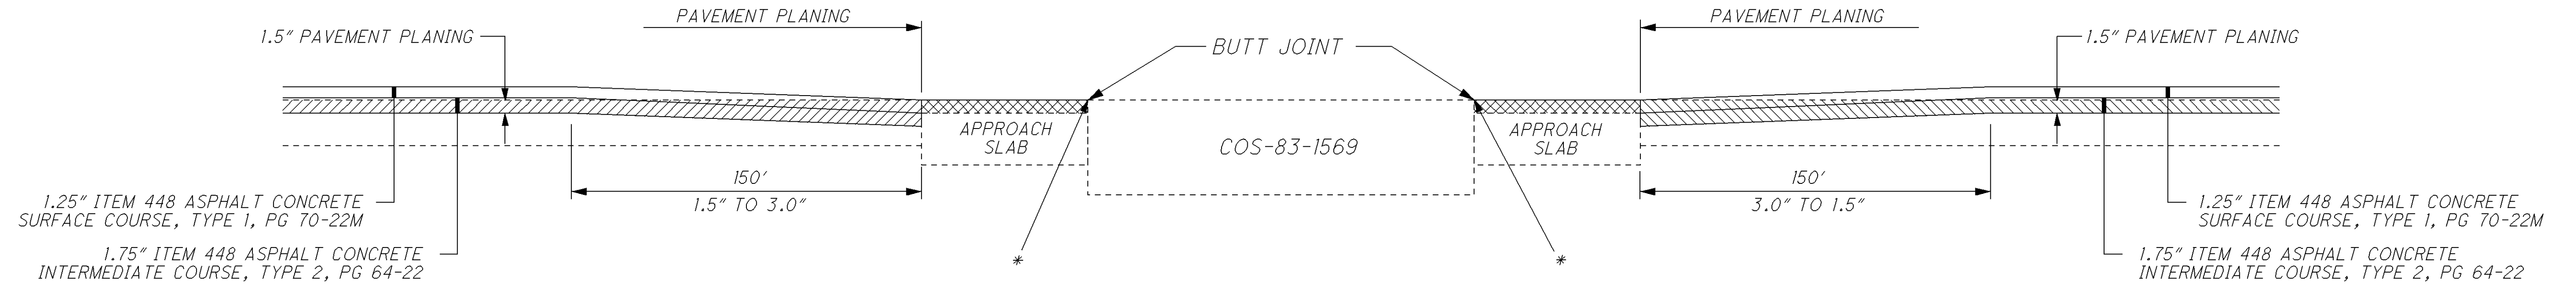 PAVEMENT PLANING
PAVEMENT PLANING
1.5" PAVEMENT PLANING
BUTT JOINT
1.5" PAVEMENT PLANING
APPROACH
SLAB
COS-83-1569
APPROACH
SLAB
150'
1.5" TO 3.0"
150'
3.0" TO 1.5"
1.25" ITEM 448 ASPHALT CONCRETE
SURFACE COURSE, TYPE 1, PG 70-22M
1.75" ITEM 448 ASPHALT CONCRETE
INTERMEDIATE COURSE, TYPE 2, PG 64-22
*
*
1.25" ITEM 448 ASPHALT CONCRETE
SURFACE COURSE, TYPE 1, PG 70-22M
1.75" ITEM 448 ASPHALT CONCRETE
INTERMEDIATE COURSE, TYPE 2, PG 64-22